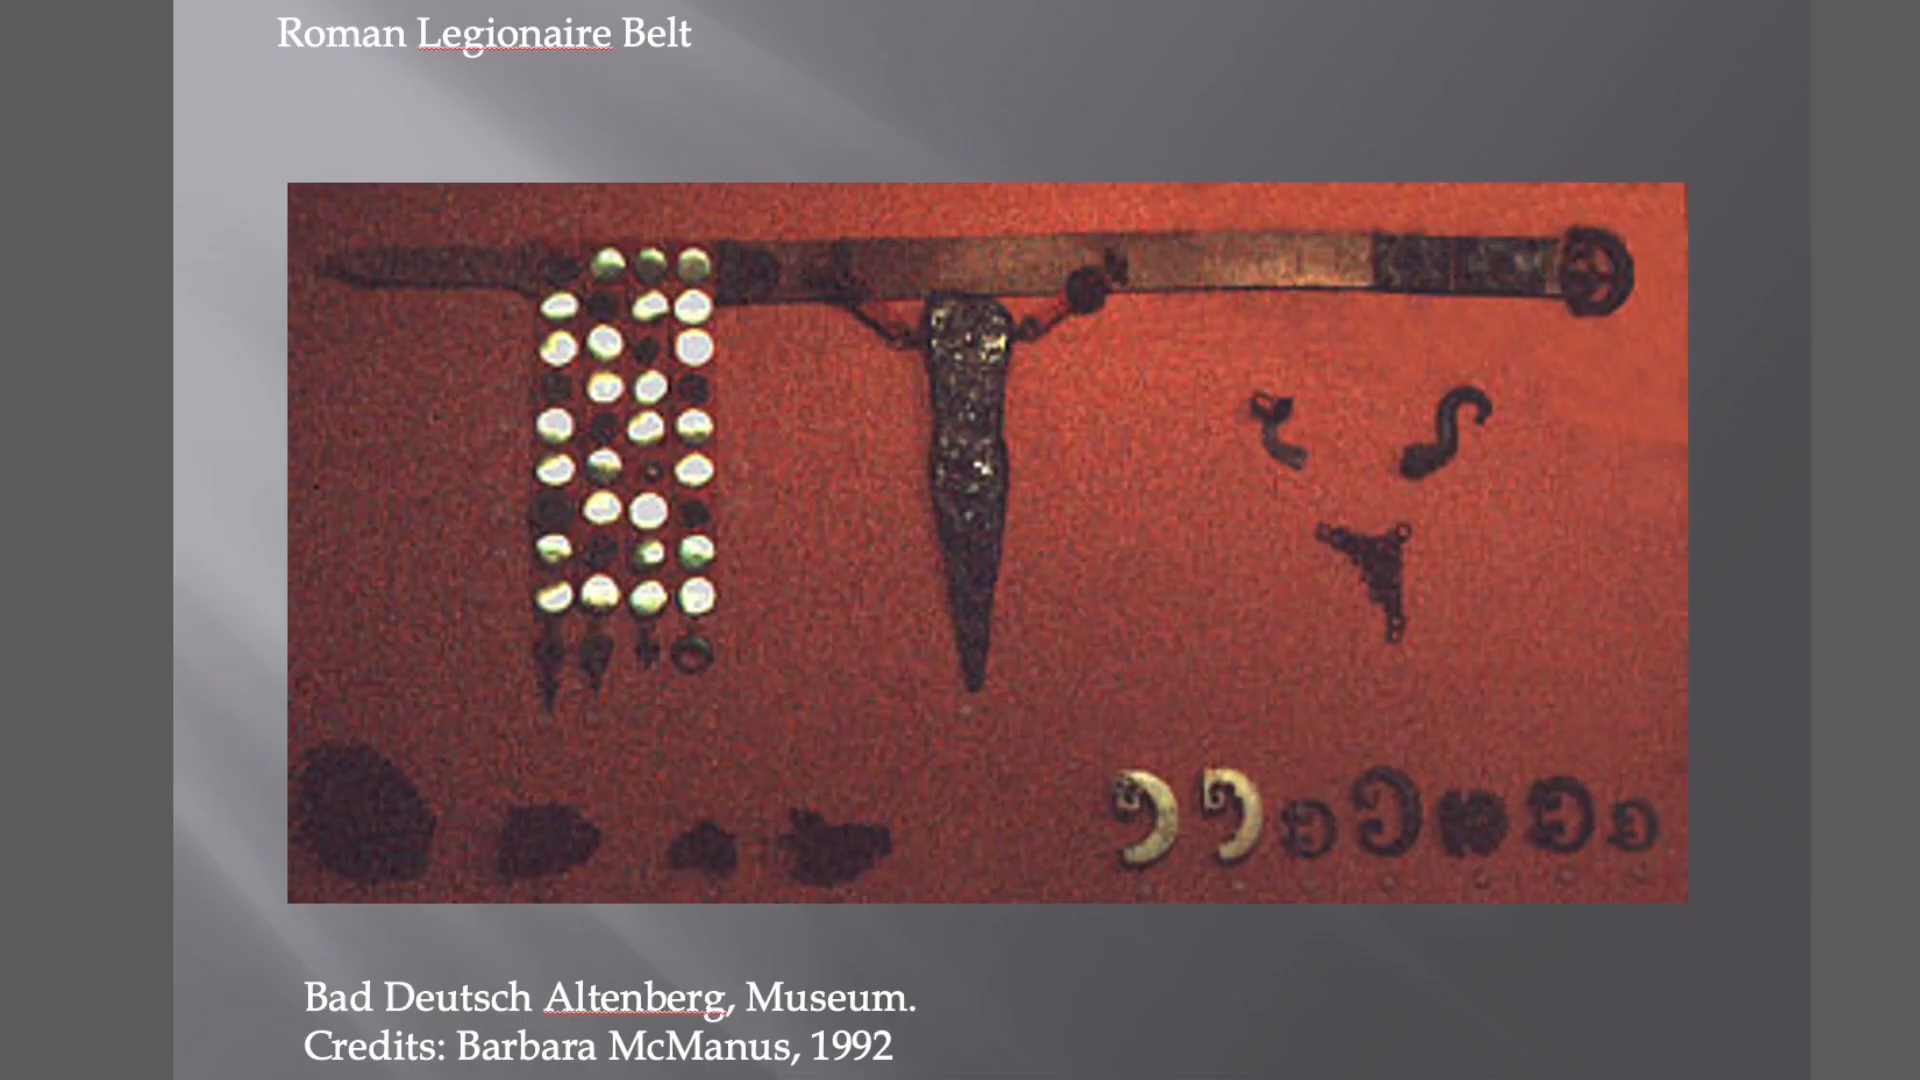 Roman Legionaire Belt
Bad Deutsch Altenberg, Museum.
Credits: Barbara McManus, 1992